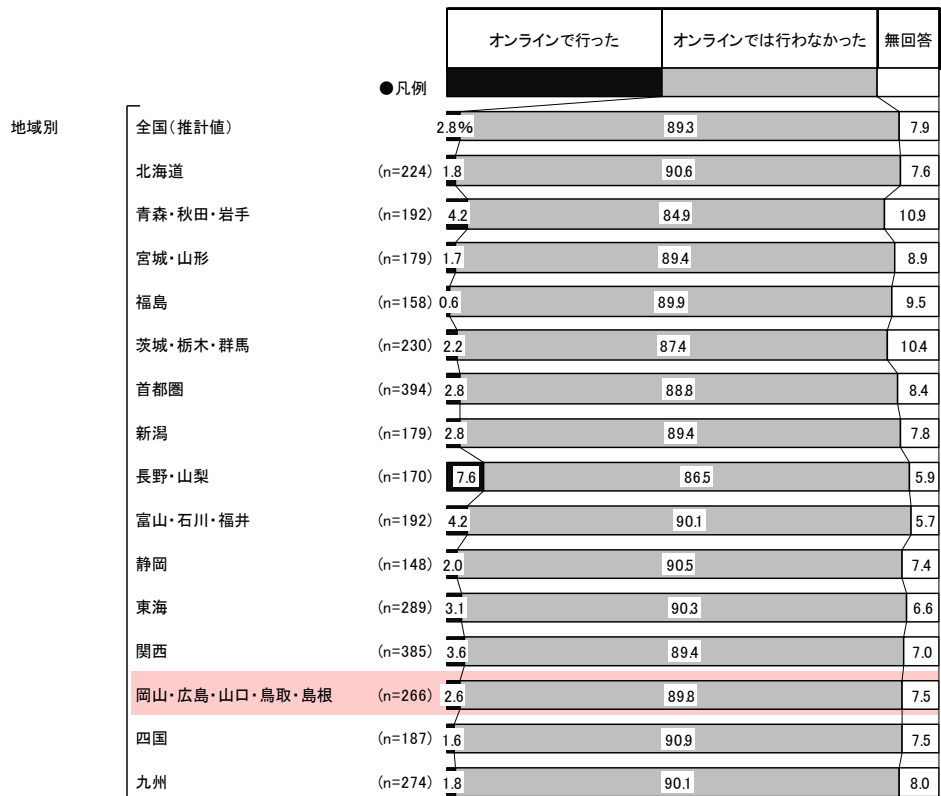 オンラインで行った オンラインでは行わなかった 無回答
●凡例
地域別 全国(推計値) 2.8% 89.3 7.9
北海道 (n=224) 1.8 90.6 7.6
青森・秋田・岩手 (n=192) 4.2 84.9 10.9
宮城・山形 (n=179) 1.7 89.4 8.9
福島 (n=158) 0.6 89.9 9.5
茨城・栃木・群馬 (n=230) 2.2 87.4 10.4
首都圏 (n=394) 2.8 88.8 8.4
新潟 (n=179) 2.8 89.4 7.8
長野・山梨 (n=170) 7.6 86.5 5.9
富山・石川・福井 (n=192) 4.2 90.1 5.7
静岡 (n=148) 2.0 90.5 7.4
東海 (n=289) 3.1 90.3 6.6
関西 (n=385) 3.6 89.4 7.0
岡山・広島・山口・鳥取・島根 (n=266) 2.6 89.8 7.5
四国 (n=187) 1.6 90.9 7.5
九州 (n=274) 1.8 90.1 8.0